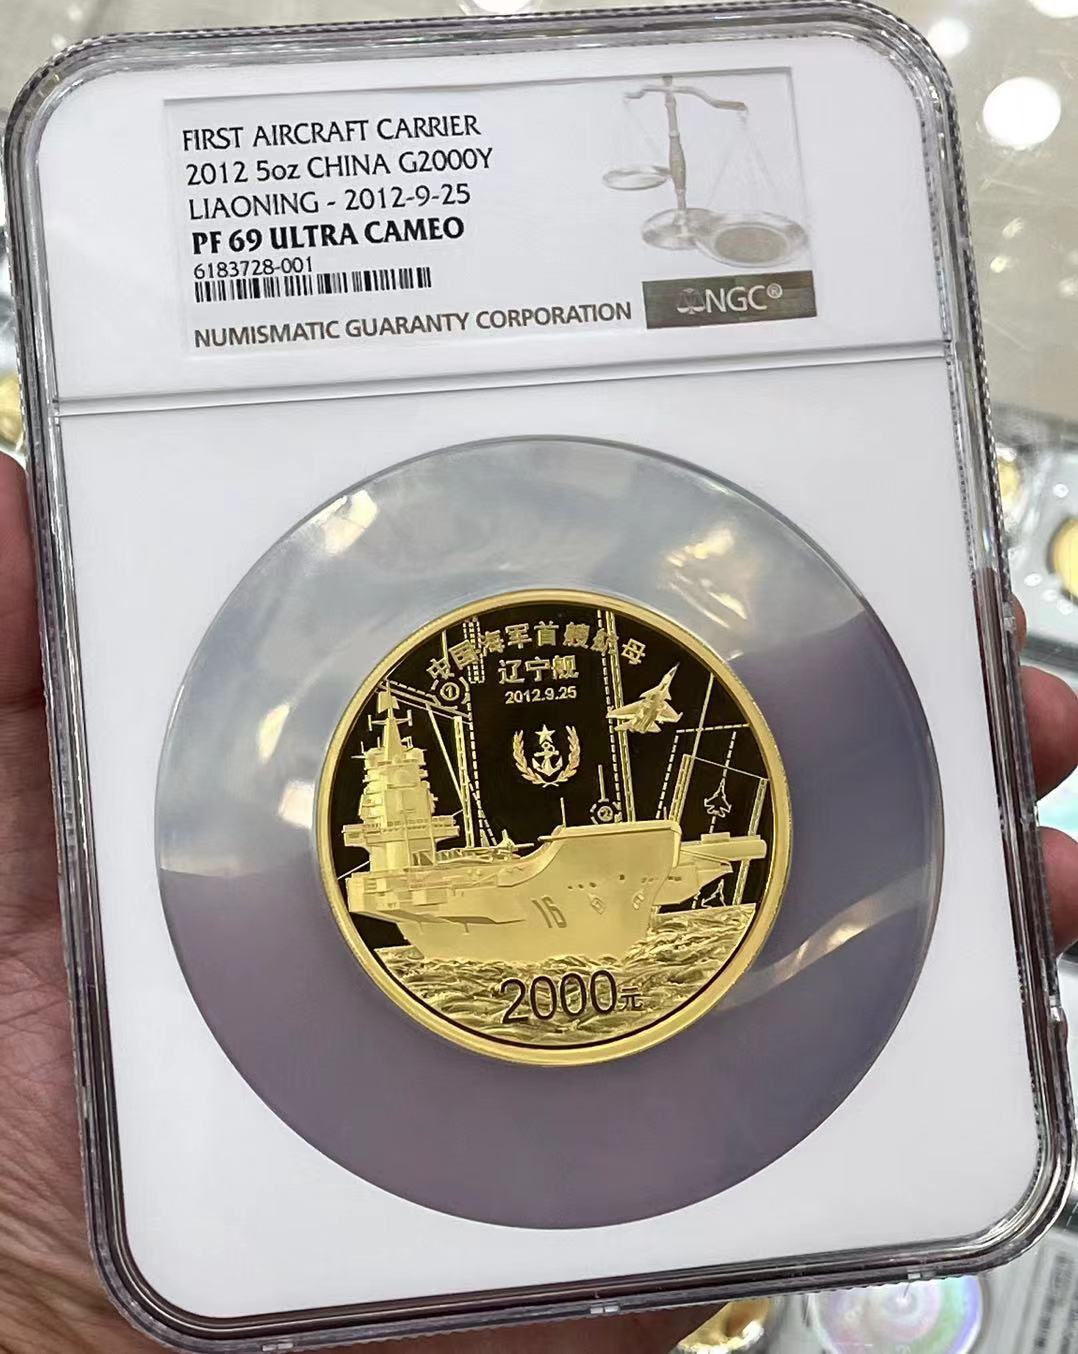 FIRST AIRCRAFT CARRIER
2012 5oz CHINA G2000Y
LIAONING - 2012-9-25
PF 69 ULTRA CAMEO
6183728-001
NUMISMATIC GUARANTY CORPORATION
NGC®
中国海军首艘航母
辽宁舰
2012.9.25
①
②
16
2000元